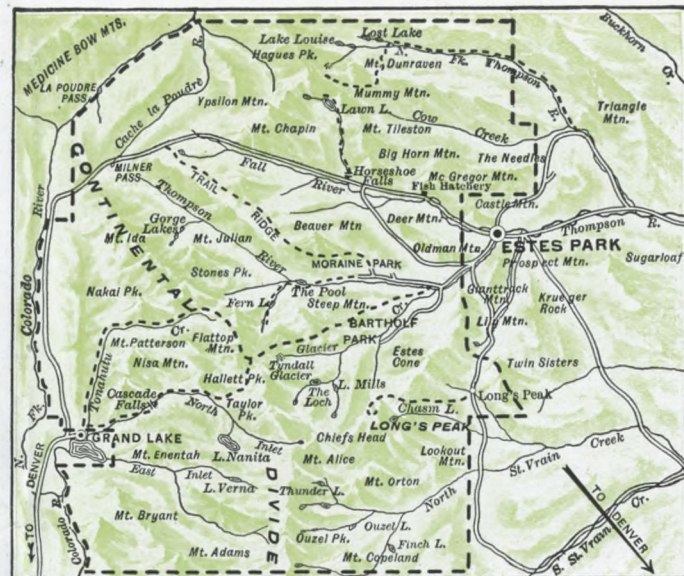 MEDICINE BOW MTS.
Lake Louise
Lost Lake
Buckhorn
Cr.
Hagues Pk.
N.
Fk.
Thompson
R.
Mt. Dunraven
LA POUDRE
PASS
Cache la Poudre
R.
Ypsilon Mtn.
Mummy Mtn.
Lawn L.
Triangle
Mtn.
Mt. Chapin
Cow
Creek
Mt. Tileston
GONTINENTAL
Big Horn Mtn.
The Needles
MILNER
PASS
Fall
River
Horseshoe
Falls
Mc Gregor Mtn.
Fish Hatchery
TRAIL
RIDGE
Castle Mtn.
River
Colorado
Thompson
River
Gorge
Lakes
Mt. Ida
Mt. Julian
Beaver Mtn
Deer Mtn.
Oldman Mtn.
ESTES PARK
Thompson
R.
Prospect Mtn.
Sugarloaf
MORAINE PARK
Stones Pk.
Nakai Pk.
Fern L.
The Pool
Steep Mtn.
Gianttrack
Mtn.
Krueger
Rock
Cr.
BARTHOLF
PARK
Lily Mtn.
Mt. Patterson
Cr.
Flattop
Mtn.
Tonahutu
Nisa Mtn.
Glacier
Tyndall
Glacier
Estes
Cone
Twin Sisters
Hallett Pk.
The
Loch
L. Mills
Cascade
Falls
North
Inlet
Taylor
Pk.
Chasm L.
LONG'S PEAK
Long's Peak
N.
Fk.
GRAND LAKE
Mt. Enentah
L. Nanita
Chiefs Head
Mt. Alice
Lookout
Mtn.
St. Vrain
Creek
East
Inlet
L. Verna
DIVIDE
Thunder L.
Mt. Orton
North
TO
DENVER
Colorado
R.
Mt. Bryant
Ouzel L.
Ouzel Pk.
Finch L.
Mt. Adams
Mt. Copeland
S. St. Vrain
Cr.
TO
DENVER